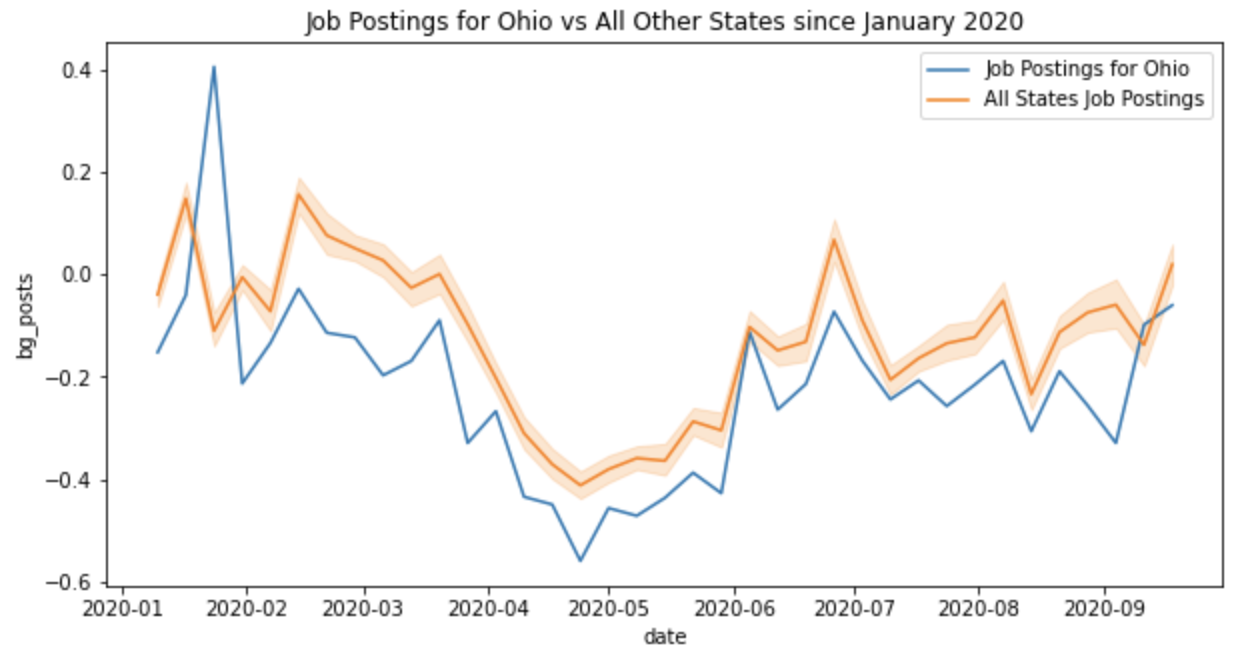 Job Postings for Ohio vs All Other States since January 2020
Job Postings for Ohio
All States Job Postings
0.4
0.2
0.0
−0.2
−0.4
−0.6
bg_posts
2020-01 2020-02 2020-03 2020-04 2020-05 2020-06 2020-07 2020-08 2020-09
date